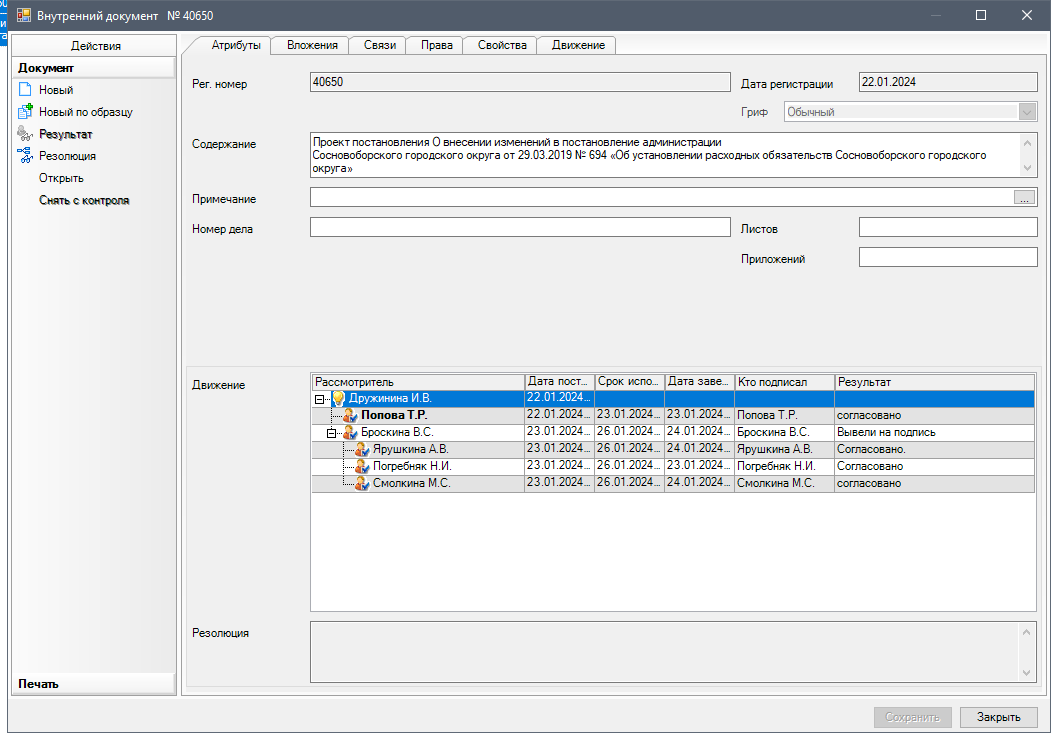 Внутренний документ № 40650
Действия
Документ
Новый
Новый по образцу
Результат
Резолюция
Открыть
Снять с контроля
Печать
Атрибуты Вложения Связи Права Свойства Движение
Рег. номер 40650 Дата регистрации 22.01.2024
Гриф Обычный
Содержание
Проект постановления О внесении изменений в постановление администрации
Сосновоборского городского округа от 29.03.2019 № 694 «Об установлении расходных обязательств Сосновоборского городского
округа»
Примечание ...
Номер дела Листов
Приложений
Движение
Рассмотритель Дата пост... Срок испо... Дата заве... Кто подписал Результат
Дружинина И.В. 22.01.2024...
Попова Т.Р. 22.01.2024... 23.01.2024... 23.01.2024... Попова Т.Р. согласовано
Броскина В.С. 23.01.2024... 26.01.2024... 24.01.2024... Броскина В.С. Вывели на подпись
Ярушкина А.В. 23.01.2024... 26.01.2024... 24.01.2024... Ярушкина А.В. Согласовано.
Погребняк Н.И. 23.01.2024... 26.01.2024... 23.01.2024... Погребняк Н.И. Согласовано
Смолкина М.С. 23.01.2024... 26.01.2024... 24.01.2024... Смолкина М.С. согласовано
Резолюция
Сохранить Закрыть